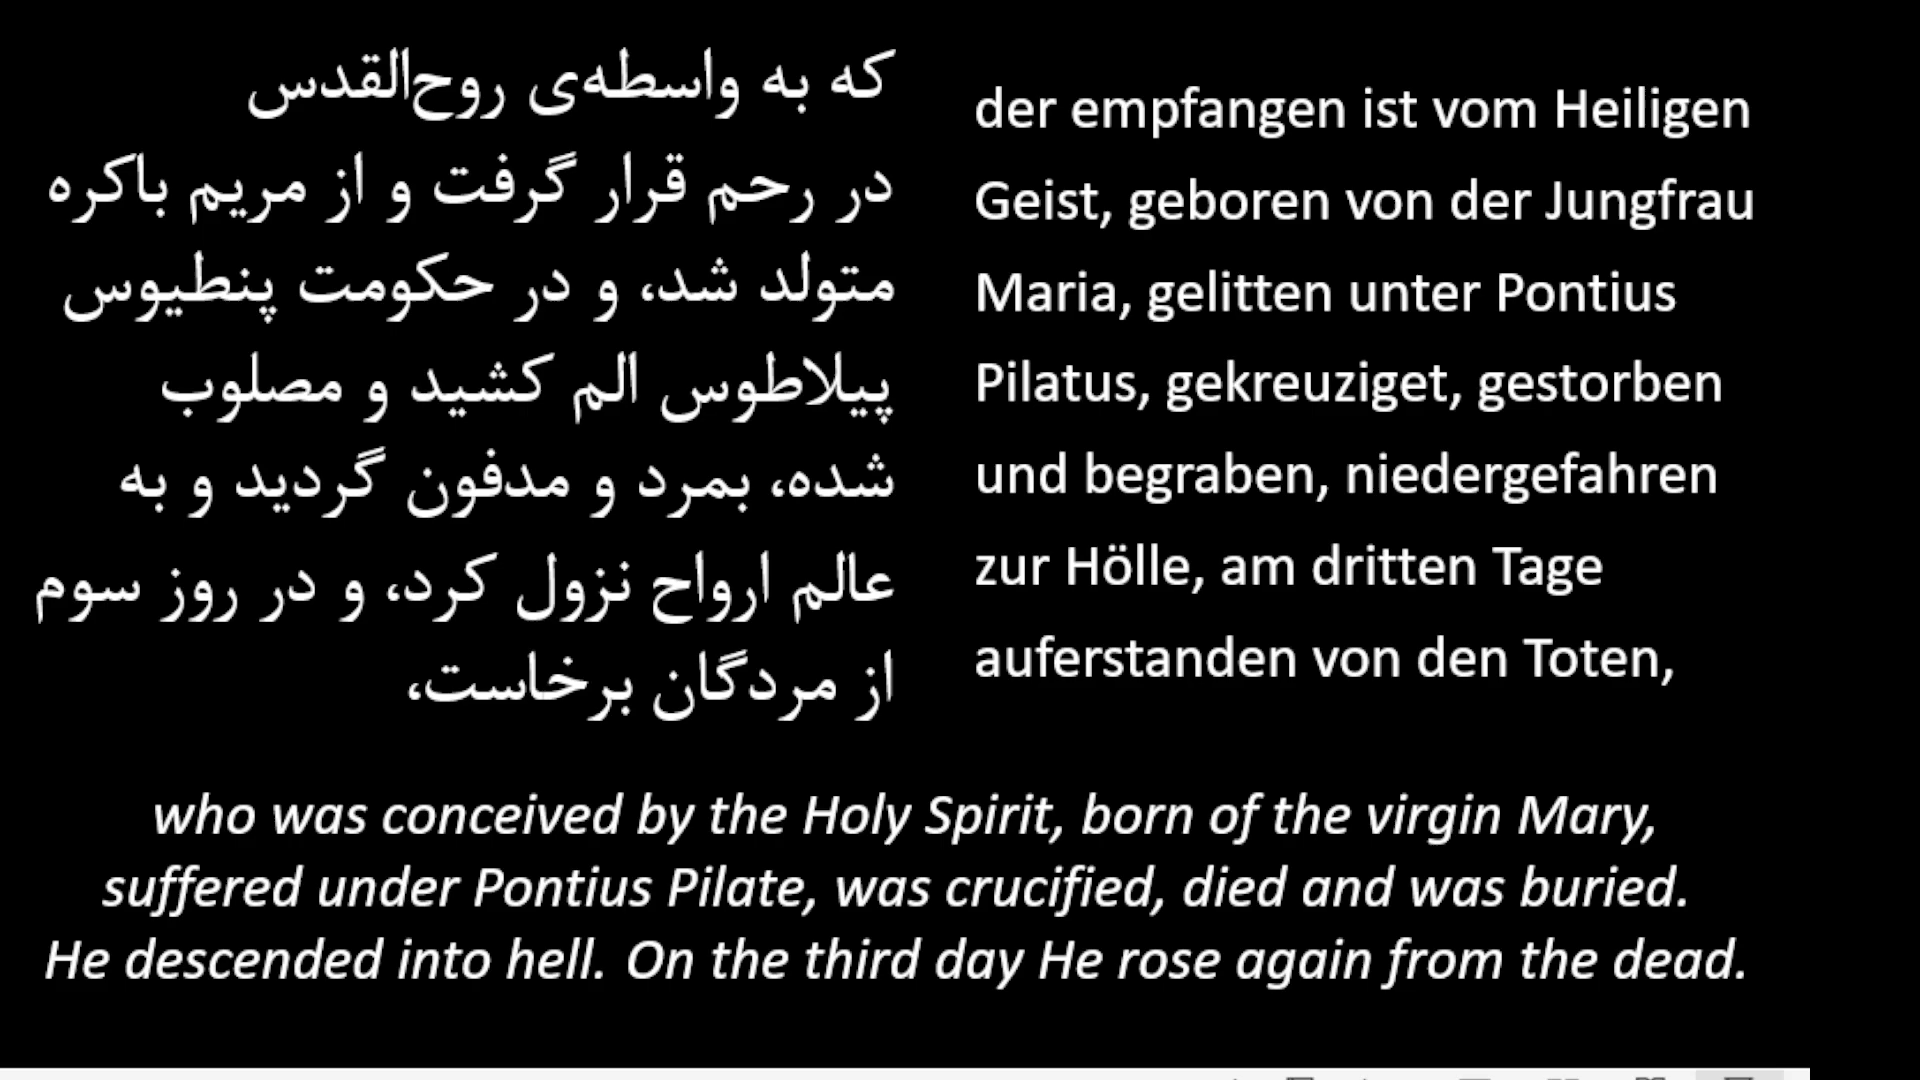 که به واسطه‌ی روح‌القدس
در رحم قرار گرفت و از مریم باکره
متولد شد، و در حکومت پنطیوس
پیلاطوس الم کشید و مصلوب
شده، بمرد و مدفون گردید و به
عالم ارواح نزول کرد، و در روز سوم
از مردگان برخاست،
der empfangen ist vom Heiligen
Geist, geboren von der Jungfrau
Maria, gelitten unter Pontius
Pilatus, gekreuziget, gestorben
und begraben, niedergefahren
zur Hölle, am dritten Tage
auferstanden von den Toten,
who was conceived by the Holy Spirit, born of the virgin Mary,
suffered under Pontius Pilate, was crucified, died and was buried.
He descended into hell. On the third day He rose again from the dead.